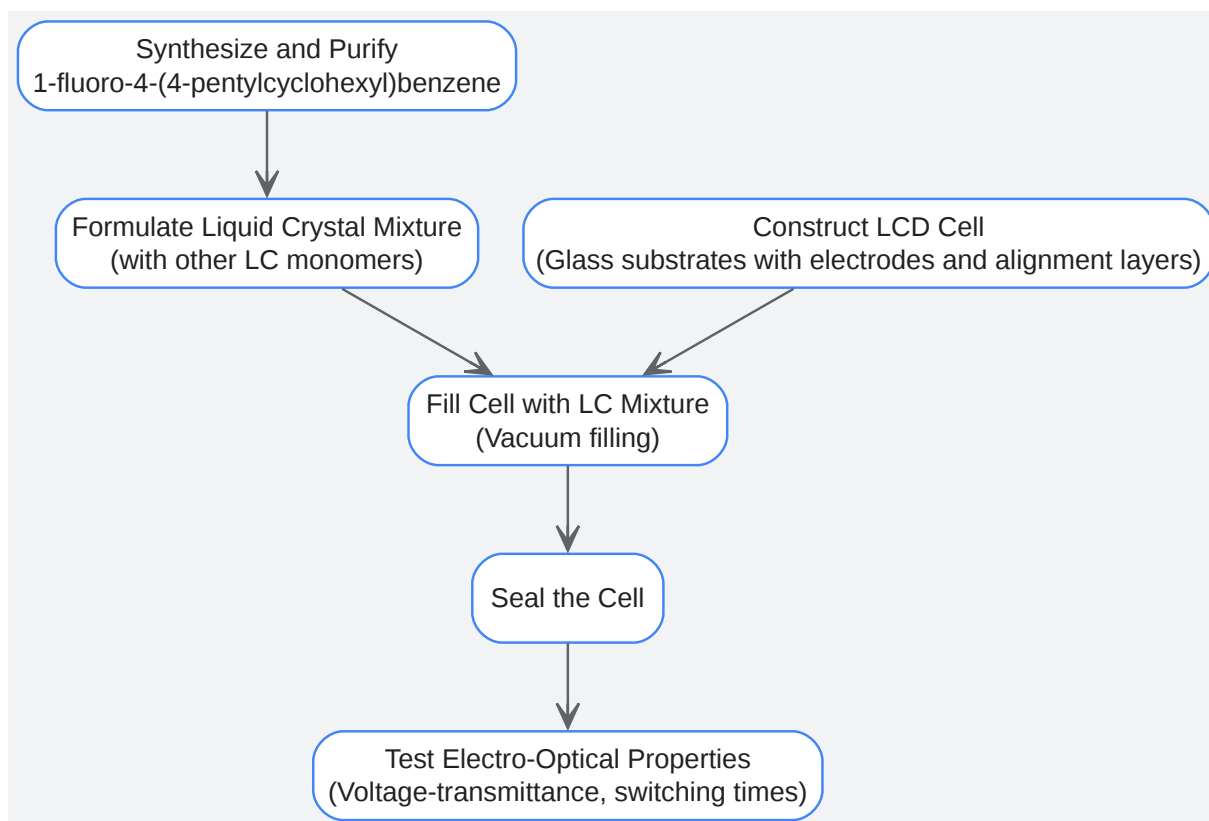 Synthesize and Purify
1-fluoro-4-(4-pentylcyclohexyl)benzene
Formulate Liquid Crystal Mixture
(with other LC monomers)
Construct LCD Cell
(Glass substrates with electrodes and alignment layers)
Fill Cell with LC Mixture
(Vacuum filling)
Seal the Cell
Test Electro-Optical Properties
(Voltage-transmittance, switching times)